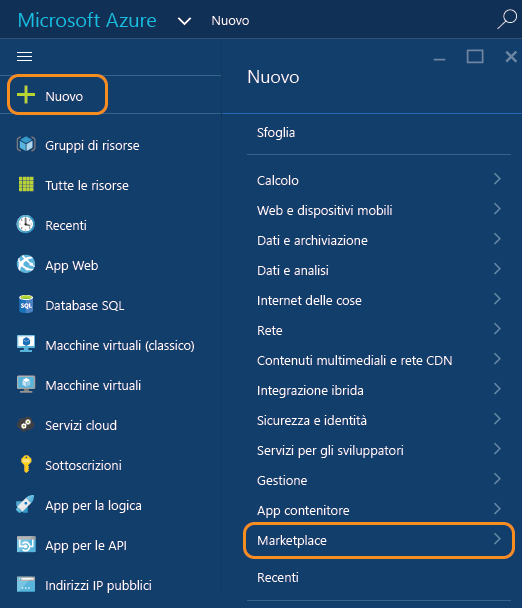 Microsoft Azure Nuovo
Nuovo
Gruppi di risorse
Tutte le risorse
Recenti
App Web
Database SQL
Macchine virtuali (classico)
Macchine virtuali
Servizi cloud
Sottoscrizioni
App per la logica
App per le API
Indirizzi IP pubblici
Nuovo
Sfoglia
Calcolo
Web e dispositivi mobili
Dati e archiviazione
Dati e analisi
Internet delle cose
Rete
Contenuti multimediali e rete CDN
Integrazione ibrida
Sicurezza e identità
Servizi per gli sviluppatori
Gestione
App contenitore
Marketplace
Recenti